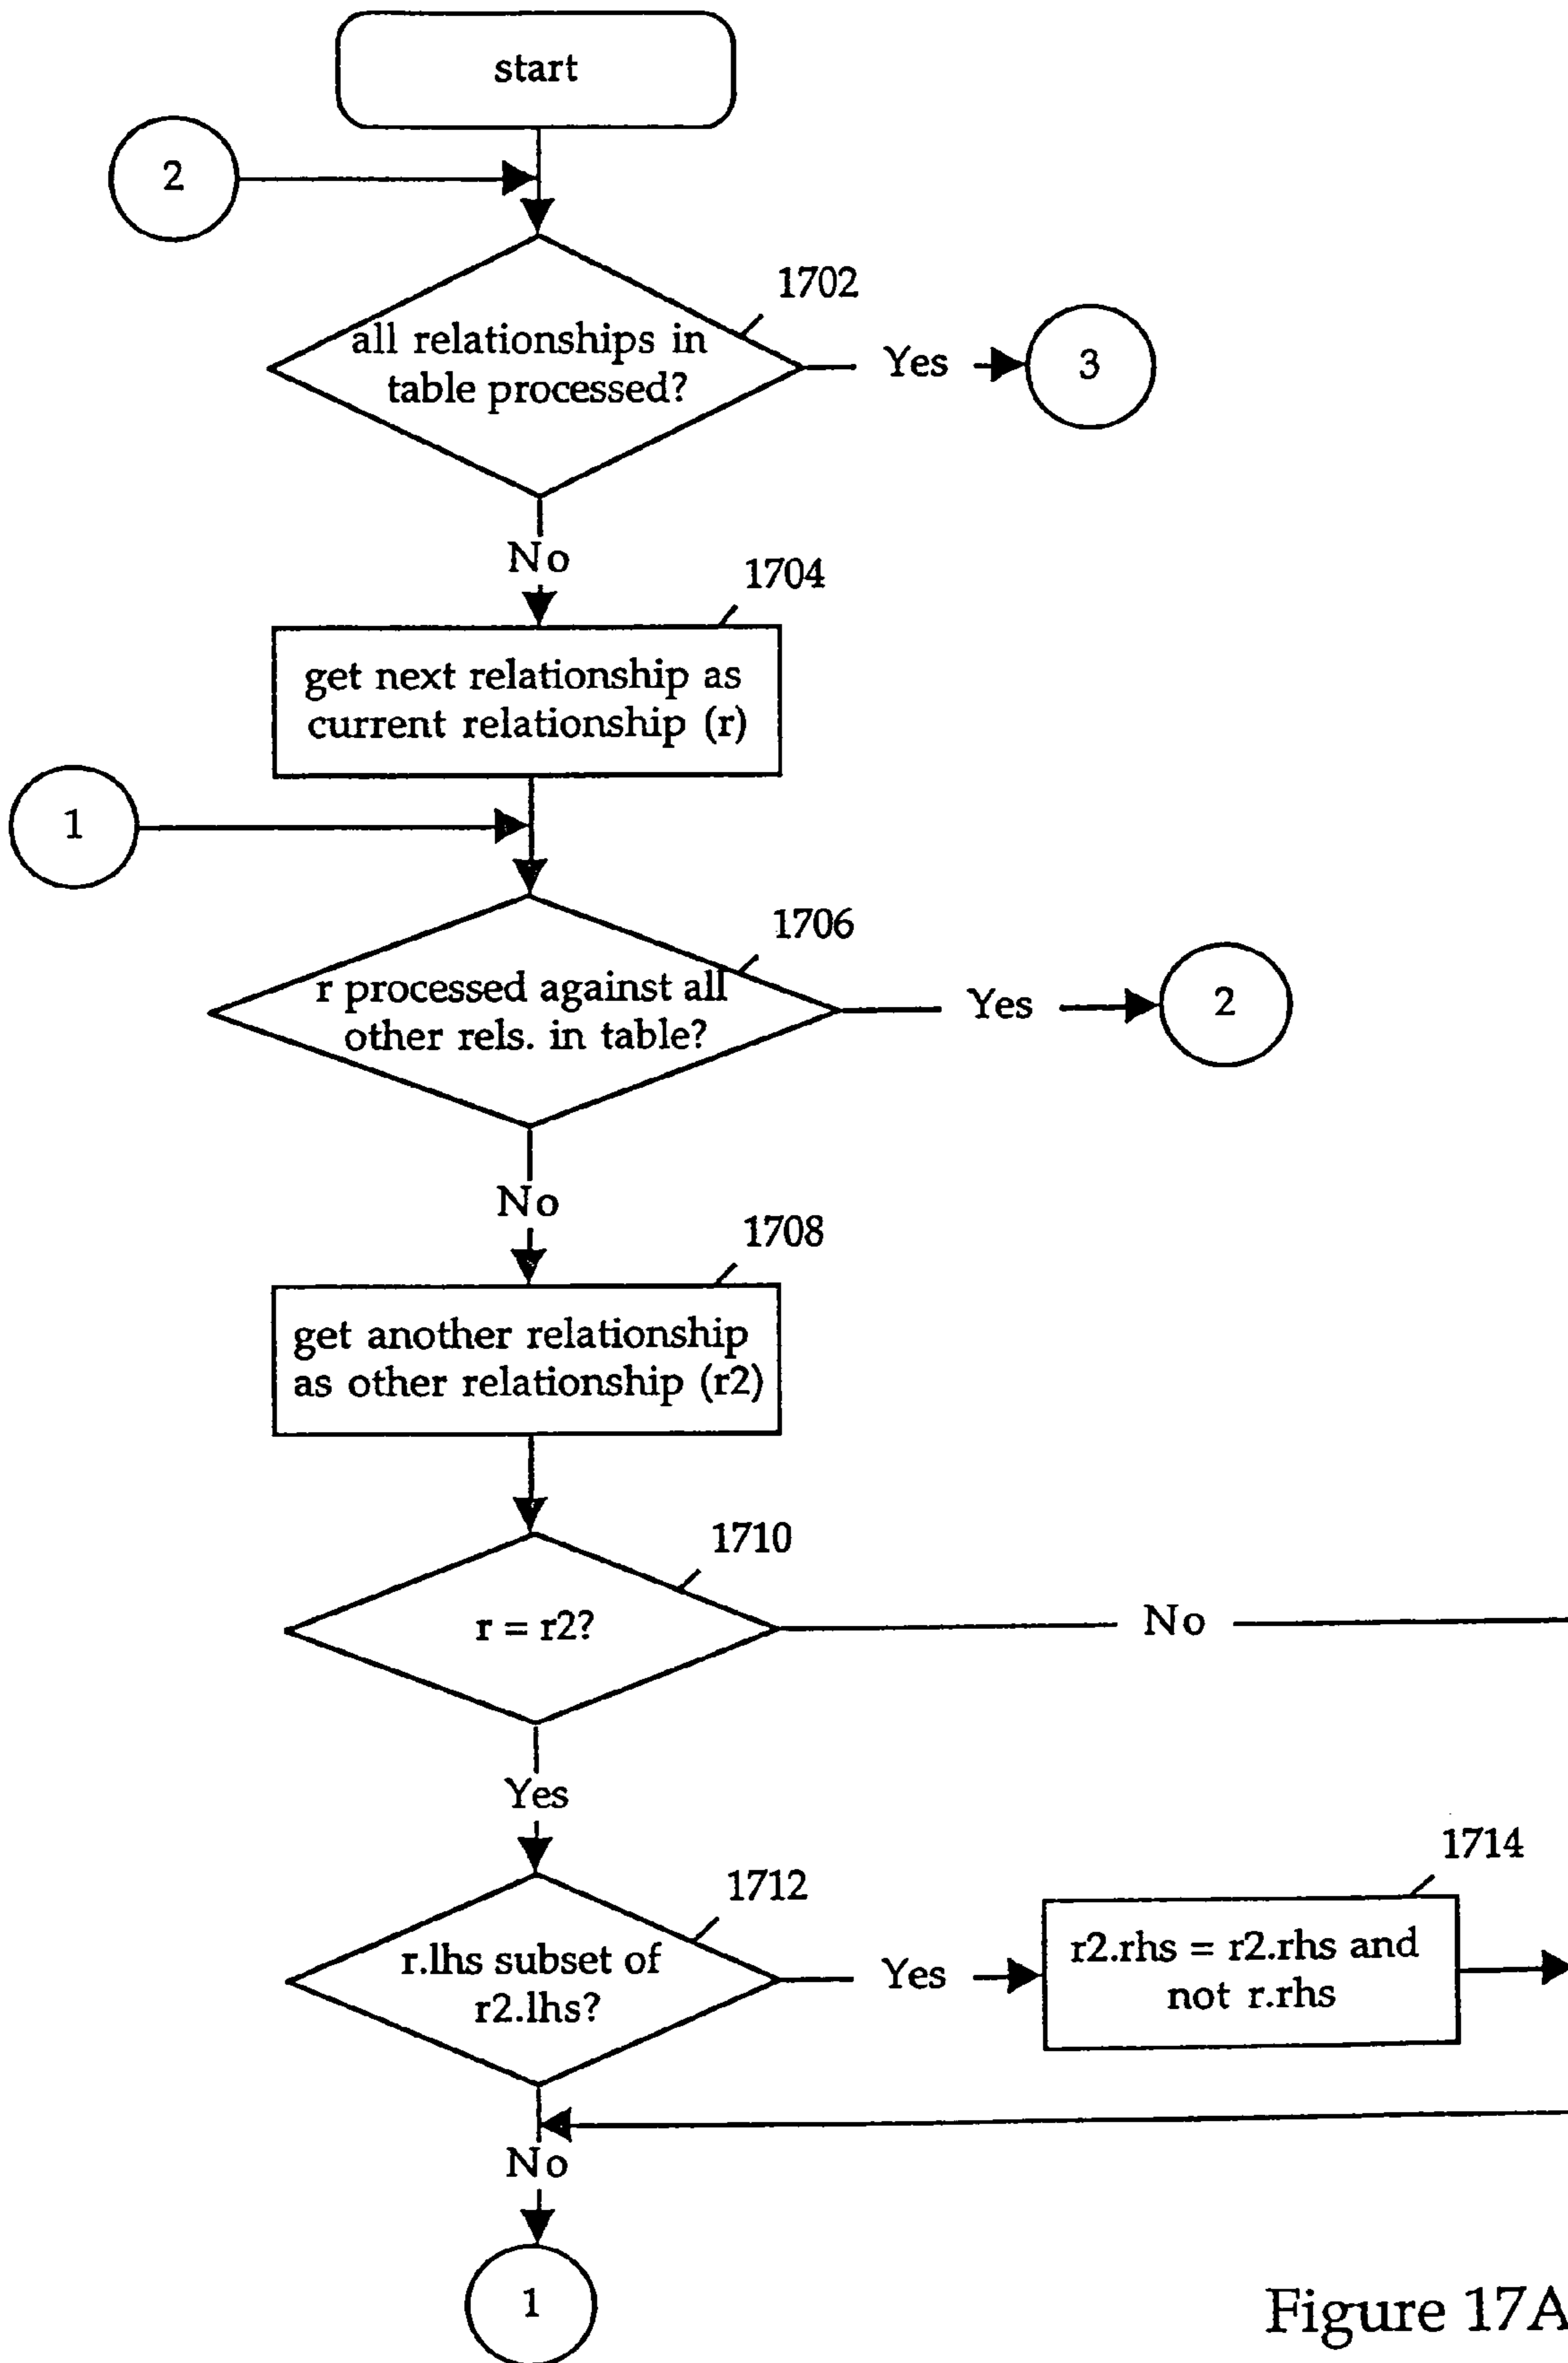 start
2
1702
all relationships in
table processed?
Yes
3
No
1704
get next relationship as
current relationship (r)
1
1706
r processed against all
other rels. in table?
Yes
2
No
1708
get another relationship
as other relationship (r2)
1710
r = r2?
No
Yes
1712
r.lhs subset of
r2.lhs?
Yes
1714
r2.rhs = r2.rhs and
not r.rhs
No
1
Figure 17A